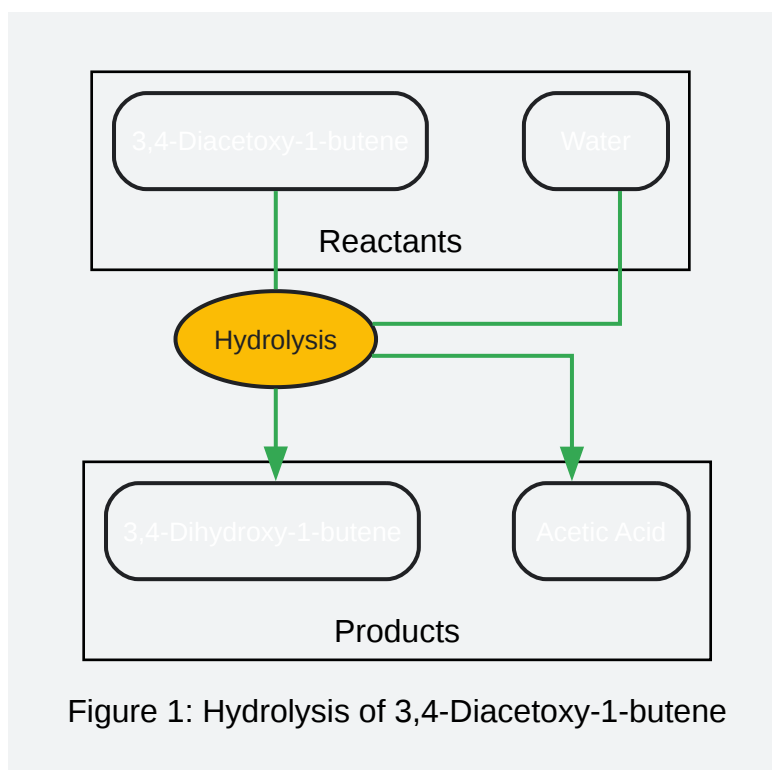 3,4-Diacetoxy-1-butene
Water
Reactants
Hydrolysis
3,4-Dihydroxy-1-butene
Acetic Acid
Products
Figure 1: Hydrolysis of 3,4-Diacetoxy-1-butene